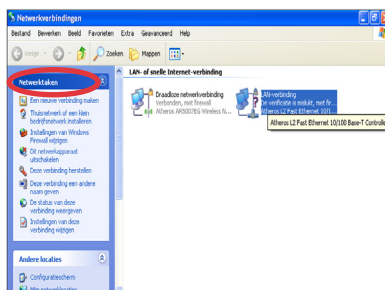 Netwerkverbindingen
Bestand Bewerken Beeld Favorieten Extra Geavanceerd Help
Vorige Zoeken Mappen
Netwerktaken
Een nieuwe verbinding maken
Thuisnetwerk of een klein
bedrijfsnetwerk installeren
Instellingen van Windows
Firewall wijzigen
Dit netwerkapparaat
uitschakelen
Deze verbinding herstellen
Deze verbinding een andere
naam geven
De status van deze
verbinding weergeven
Instellingen van deze
verbinding wijzigen
Andere locaties
Configuratiescherm
Mijn netwerklocaties
LAN- of snelle Internet-verbinding
Draadloze netwerkverbinding
Verbonden, met firewall
Atheros AR5007EG Wireless N...
LAN-verbinding
De verificatie is mislukt, met fir...
Atheros L2 Fast Ethernet 10/1...
Atheros L2 Fast Ethernet 10/100 Base-T Controlle